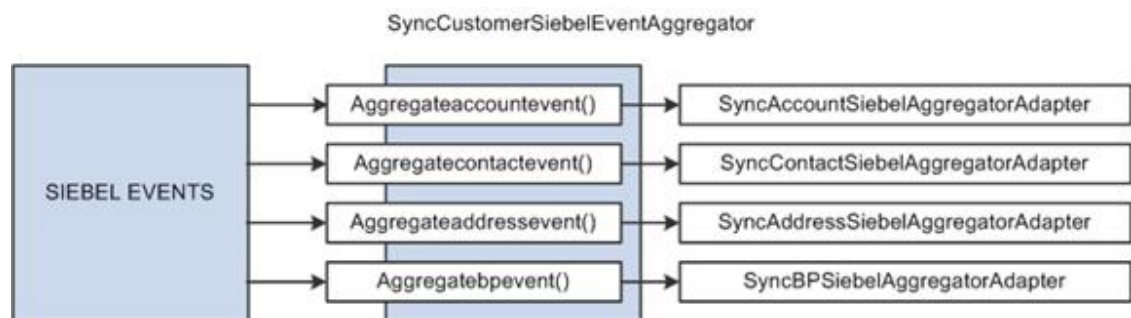 SyncCustomerSiebelEventAggregator
SIEBEL EVENTS
Aggregateaccountevent()
SyncAccountSiebelAggregatorAdapter
Aggregatecontactevent()
SyncContactSiebelAggregatorAdapter
Aggregateaddressevent()
SyncAddressSiebelAggregatorAdapter
Aggregatebpevent()
SyncBPSiebelAggregatorAdapter